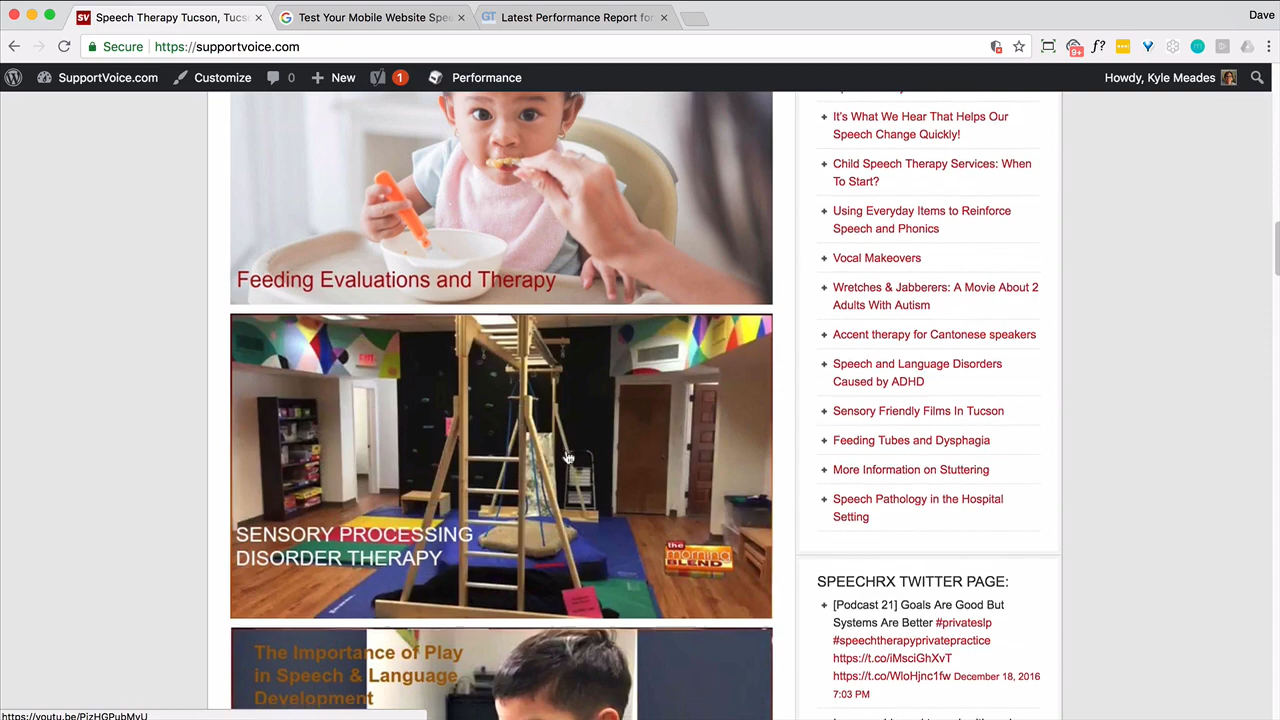 Speech Therapy Tucson, Tucs
Test Your Mobile Website Spe
Latest Performance Report for
Dave
Secure
https://supportvoice.com
9+
f?
SupportVoice.com
Customize
0
New
1
Performance
Howdy, Kyle Meades
Feeding Evaluations and Therapy
EXIT
SENSORY PROCESSING
DISORDER THERAPY
the
morning
BLEND
The Importance of Play
in Speech & Language
Development
It's What We Hear That Helps Our
Speech Change Quickly!
Child Speech Therapy Services: When
To Start?
Using Everyday Items to Reinforce
Speech and Phonics
Vocal Makeovers
Wretches & Jabberers: A Movie About 2
Adults With Autism
Accent therapy for Cantonese speakers
Speech and Language Disorders
Caused by ADHD
Sensory Friendly Films In Tucson
Feeding Tubes and Dysphagia
More Information on Stuttering
Speech Pathology in the Hospital
Setting
SPEECHRX TWITTER PAGE:
[Podcast 21] Goals Are Good But
Systems Are Better #privateslp
#speechtherapyprivatepractice
https://t.co/iMsciGhXvT
https://t.co/WloHjnc1fw December 18, 2016
7:03 PM
https://youtu.be/PjzHGPubMvU